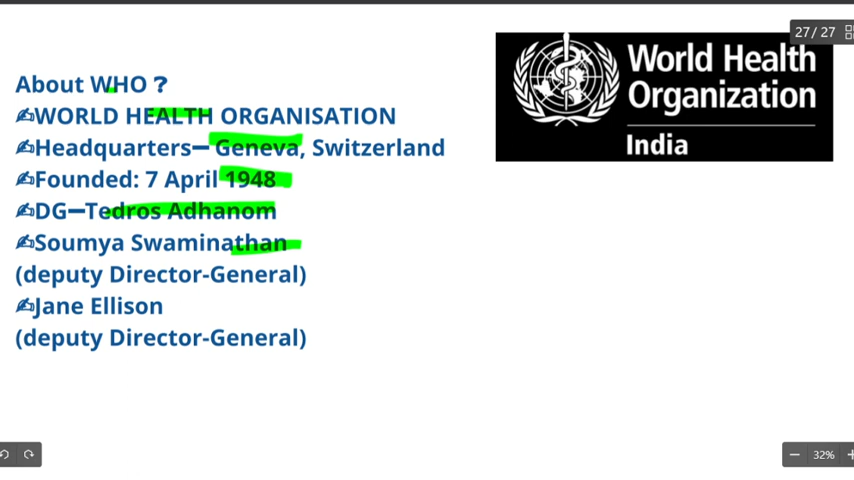 27 / 27
About WHO ?
✍WORLD HEALTH ORGANISATION
✍Headquarters— Geneva, Switzerland
✍Founded: 7 April 1948
✍DG—Tedros Adhanom
✍Soumya Swaminathan
(deputy Director-General)
✍Jane Ellison
(deputy Director-General)
World Health
Organization
India
32%